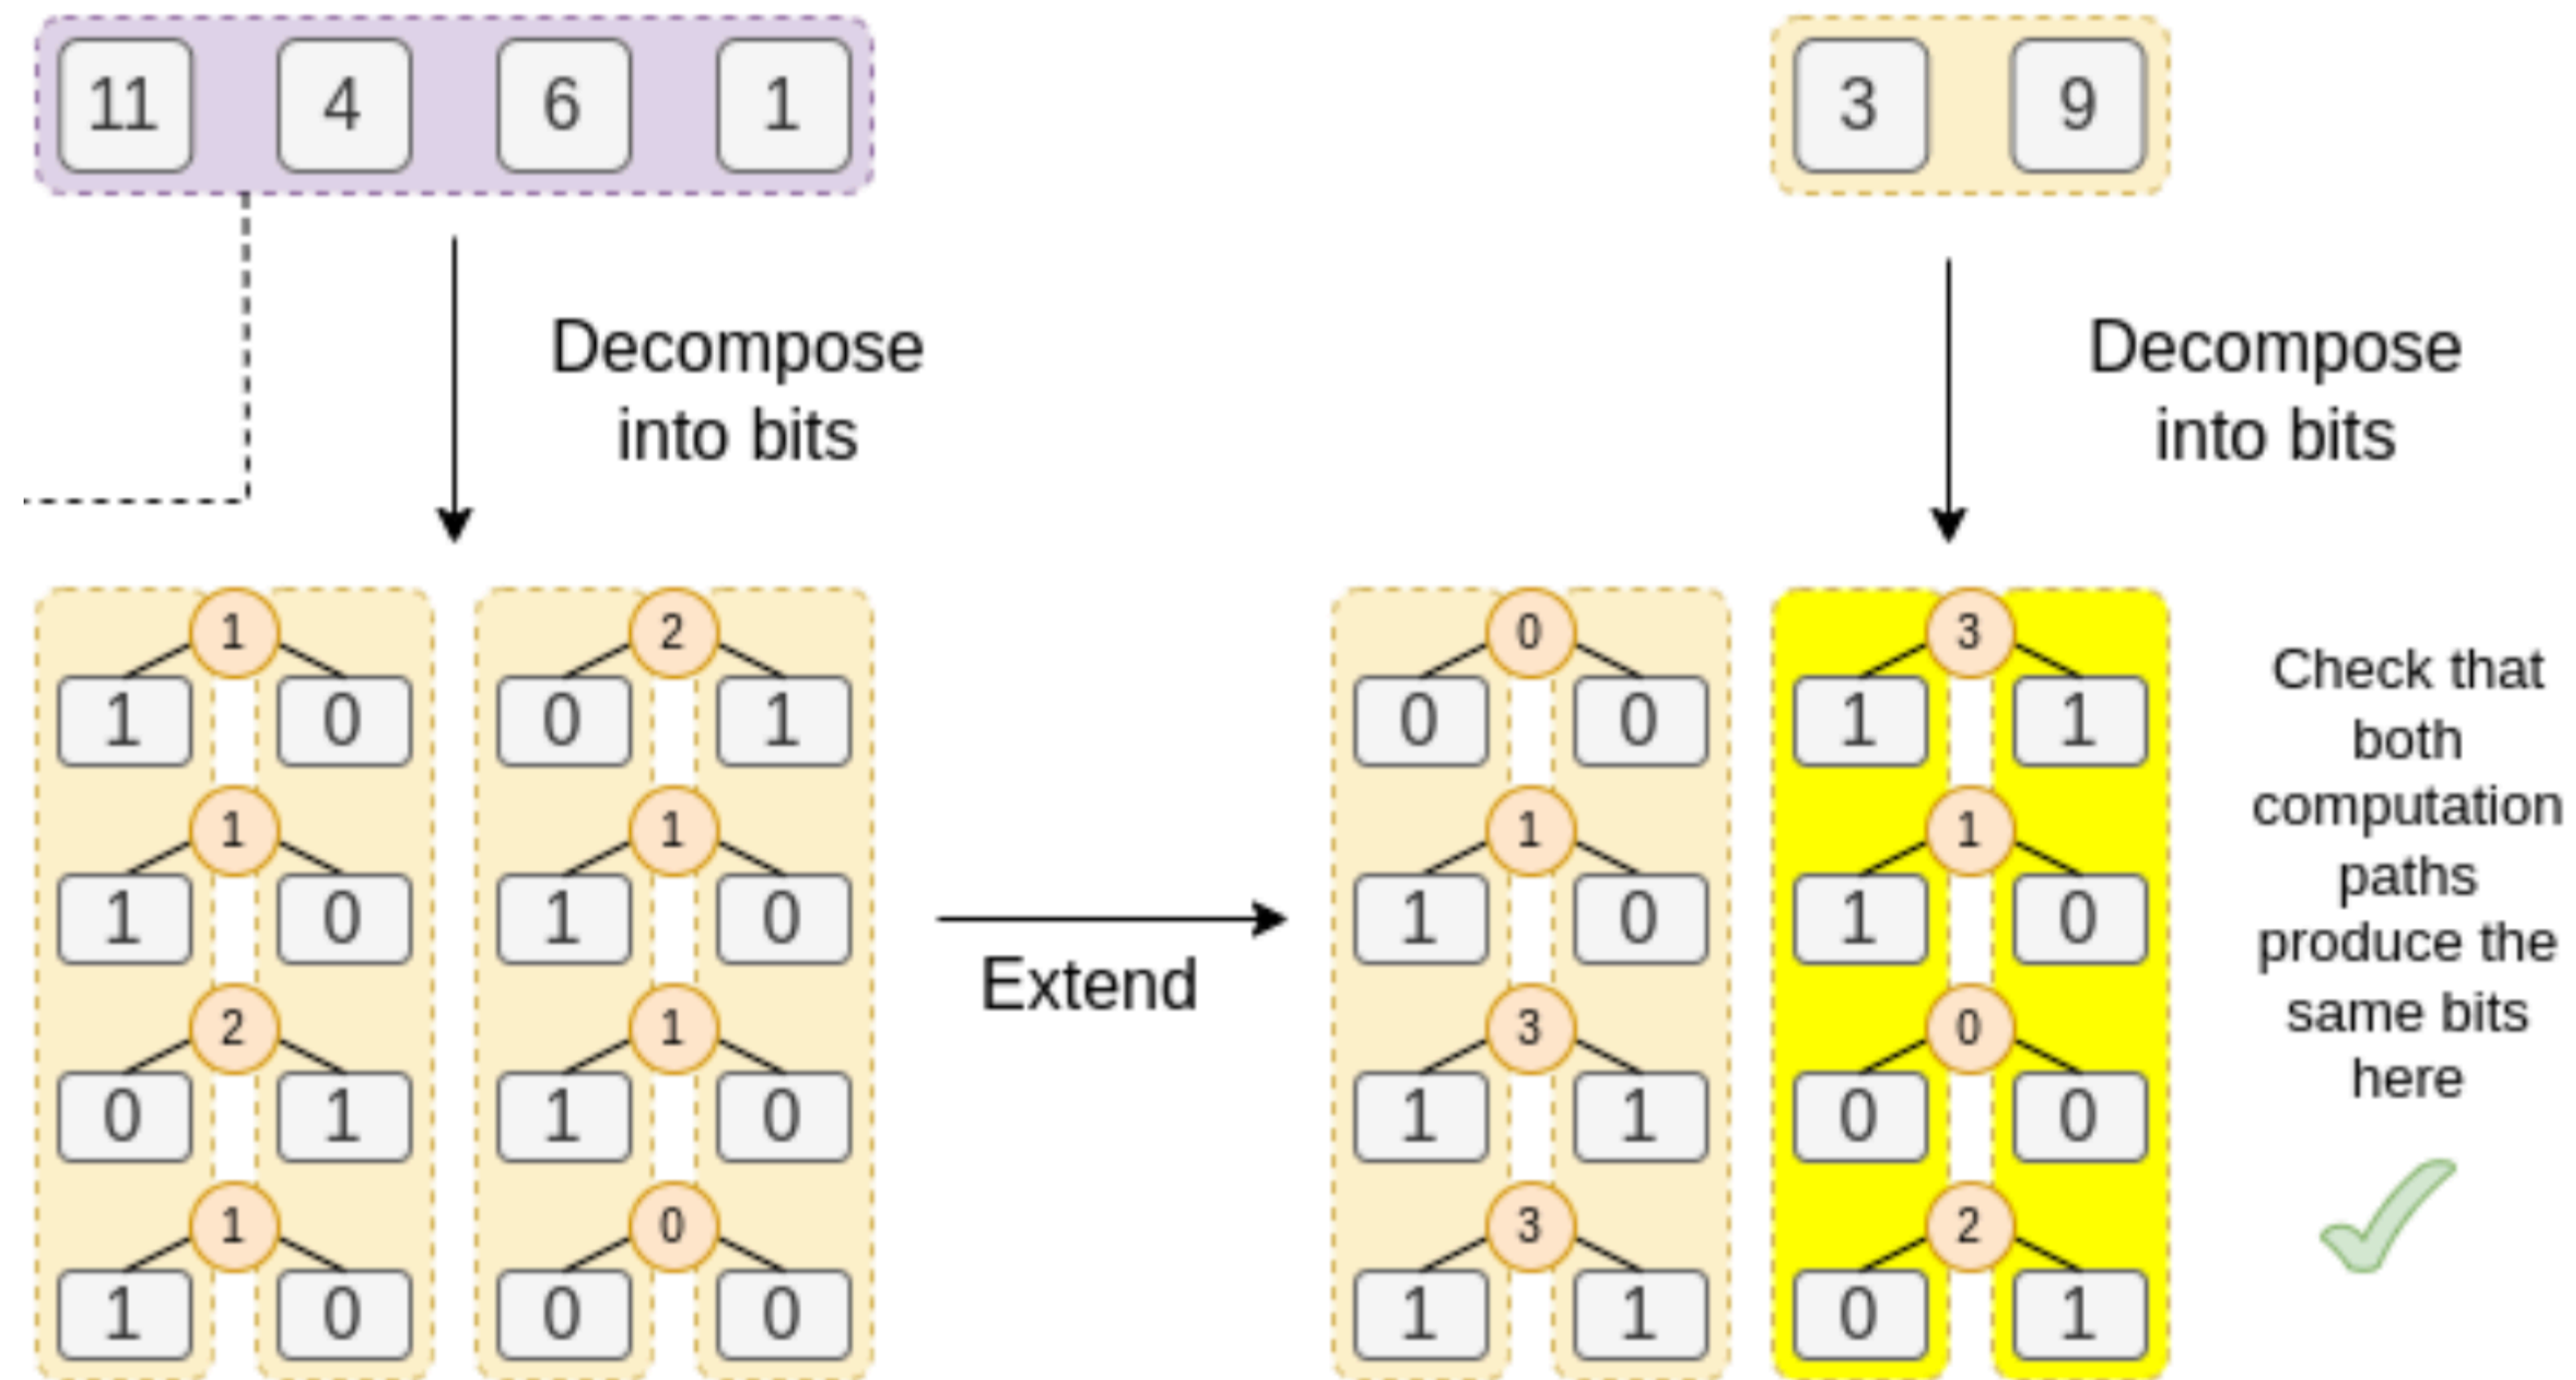 11 4 6 1 3 9
Decompose
into bits
Decompose
into bits
1 2 0 3
1 0 0 1 0 0 1 1
1 1 1 1
1 0 1 0 1 0 1 0
2 1 3 0
0 1 1 0 1 1 0 0
1 0 3 2
1 0 0 0 1 1 0 1
Extend
Check that
both
computation
paths
produce the
same bits
here